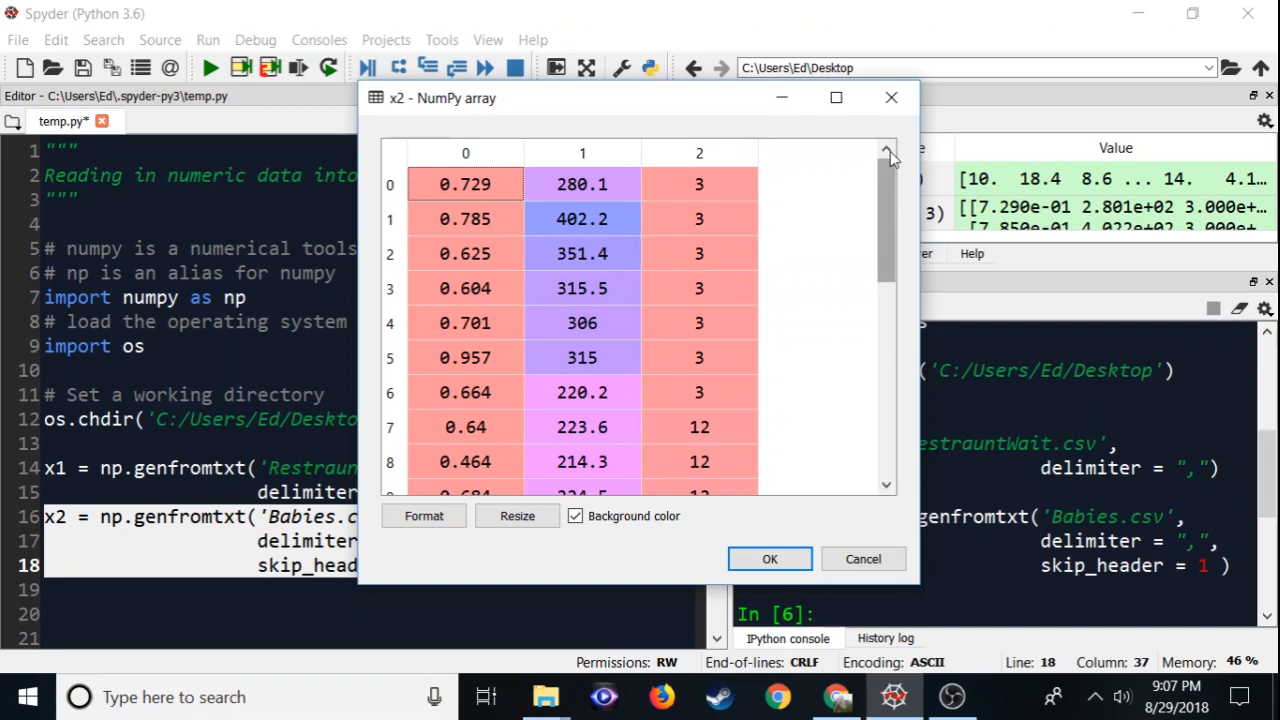 Spyder (Python 3.6)
File Edit Search Source Run Debug Consoles Projects Tools View Help
C:\Users\Ed\Desktop
Editor - C:\Users\Ed\.spyder-py3\temp.py
temp.py*
1 """
2 Reading in numeric data into
3 """
4
5 # numpy is a numerical tools
6 # np is an alias for numpy
7 import numpy as np
8 # load the operating system
9 import os
10
11 # Set a working directory
12 os.chdir('C:/Users/Ed/Deskto
13
14 x1 = np.genfromtxt('Restraun
15 delimiter
16 x2 = np.genfromtxt('Babies.c
17 delimiter
18 skip_head
19
20
21
x2 - NumPy array
0 1 2
0 0.729 280.1 3
1 0.785 402.2 3
2 0.625 351.4 3
3 0.604 315.5 3
4 0.701 306 3
5 0.957 315 3
6 0.664 220.2 3
7 0.64 223.6 12
8 0.464 214.3 12
Format Resize Background color
OK Cancel
e Value
) [10. 18.4 8.6 ... 14. 4.1…
3) [[7.290e-01 2.801e+02 3.000e+…
[7.850e-01 4.022e+02 3.000e+…
rer Help
('C:/Users/Ed/Desktop')
estrauntWait.csv',
delimiter = ",")
genfromtxt('Babies.csv',
delimiter = ",",
skip_header = 1 )
In [6]:
IPython console History log
Permissions: RW End-of-lines: CRLF Encoding: ASCII Line: 18 Column: 37 Memory: 46 %
Type here to search
9:07 PM
8/29/2018